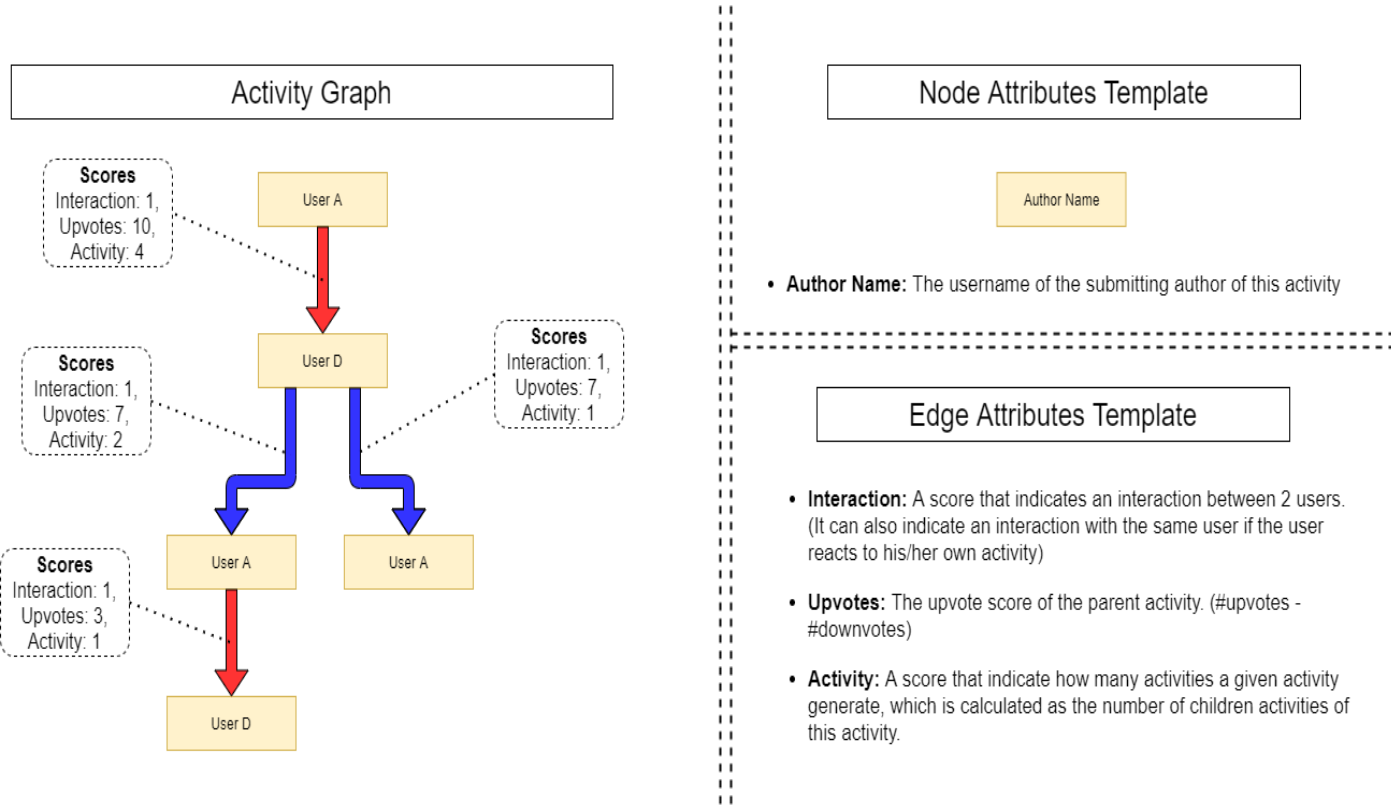 Activity Graph
Scores
Interaction: 1,
Upvotes: 10,
Activity: 4
User A
User D
Scores
Interaction: 1,
Upvotes: 7,
Activity: 1
Scores
Interaction: 1,
Upvotes: 7,
Activity: 2
User A
User A
Scores
Interaction: 1,
Upvotes: 3,
Activity: 1
User D
Node Attributes Template
Author Name
• Author Name: The username of the submitting author of this activity
Edge Attributes Template
• Interaction: A score that indicates an interaction between 2 users.
(It can also indicate an interaction with the same user if the user
reacts to his/her own activity)
• Upvotes: The upvote score of the parent activity. (#upvotes -
#downvotes)
• Activity: A score that indicate how many activities a given activity
generate, which is calculated as the number of children activities of
this activity.